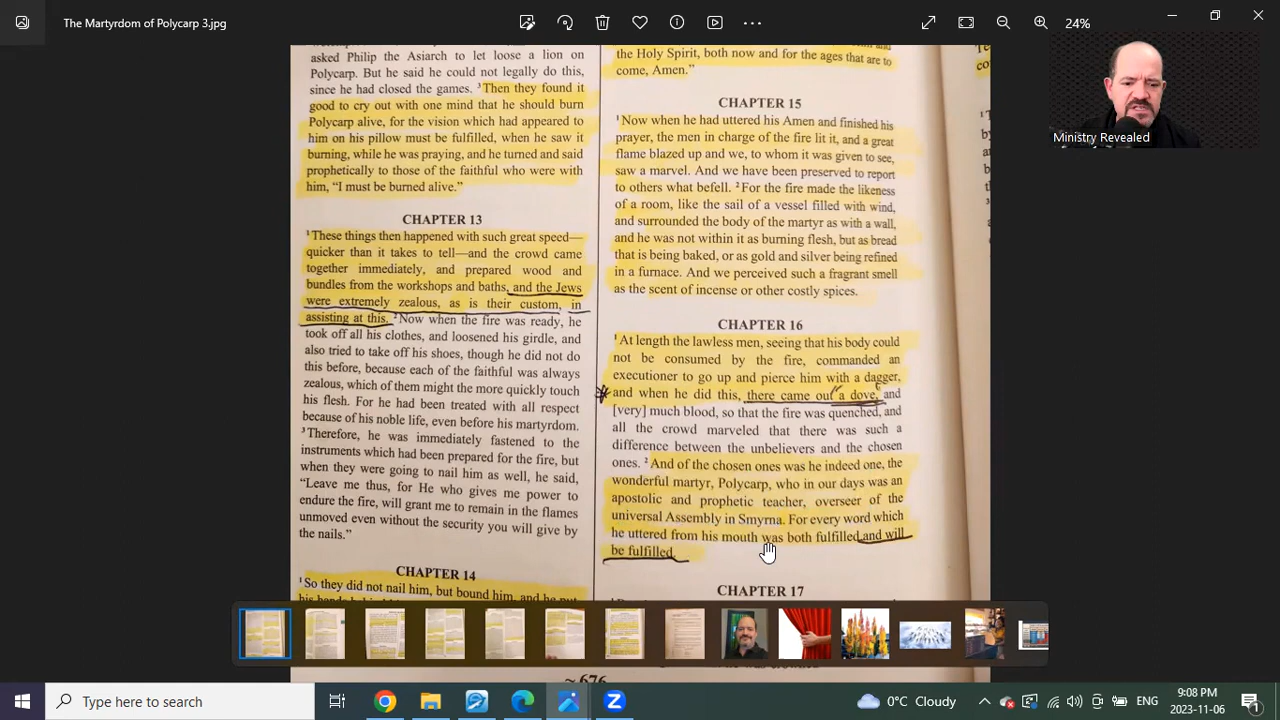 The Martyrdom of Polycarp 3.jpg
24%
Ministry Revealed
asked Philip the Asiarch to let loose a lion on
Polycarp. But he said he could not legally do this,
since he had closed the games. ³Then they found it
good to cry out with one mind that he should burn
Polycarp alive, for the vision which had appeared to
him on his pillow must be fulfilled, when he saw it
burning, while he was praying, and he turned and said
prophetically to those of the faithful who were with
him, “I must be burned alive.”
CHAPTER 13
¹These things then happened with such great speed—
quicker than it takes to tell—and the crowd came
together immediately, and prepared wood and
bundles from the workshops and baths, and the Jews
were extremely zealous, as is their custom, in
assisting at this. ²Now when the fire was ready, he
took off all his clothes, and loosened his girdle, and
also tried to take off his shoes, though he did not do
this before, because each of the faithful was always
zealous, which of them might the more quickly touch
his flesh. For he had been treated with all respect
because of his noble life, even before his martyrdom.
³Therefore, he was immediately fastened to the
instruments which had been prepared for the fire, but
when they were going to nail him as well, he said,
“Leave me thus, for He who gives me power to
endure the fire, will grant me to remain in the flames
unmoved even without the security you will give by
the nails.”
CHAPTER 14
¹So they did not nail him, but bound him, and he put
the Holy Spirit, both now and for the ages that are to
come, Amen.”
CHAPTER 15
¹Now when he had uttered his Amen and finished his
prayer, the men in charge of the fire lit it, and a great
flame blazed up and we, to whom it was given to see,
saw a marvel. And we have been preserved to report
to others what befell. ²For the fire made the likeness
of a room, like the sail of a vessel filled with wind,
and surrounded the body of the martyr as with a wall,
and he was not within it as burning flesh, but as bread
that is being baked, or as gold and silver being refined
in a furnace. And we perceived such a fragrant smell
as the scent of incense or other costly spices.
CHAPTER 16
¹At length the lawless men, seeing that his body could
not be consumed by the fire, commanded an
executioner to go up and pierce him with a dagger,
and when he did this, there came out a dove, and
[very] much blood, so that the fire was quenched, and
all the crowd marveled that there was such a
difference between the unbelievers and the chosen
ones. ²And of the chosen ones was he indeed one, the
wonderful martyr, Polycarp, who in our days was an
apostolic and prophetic teacher, overseer of the
universal Assembly in Smyrna. For every word which
he uttered from his mouth was both fulfilled and will
be fulfilled.
CHAPTER 17
~676
Type here to search
0°C Cloudy
ENG
9:08 PM
2023-11-06